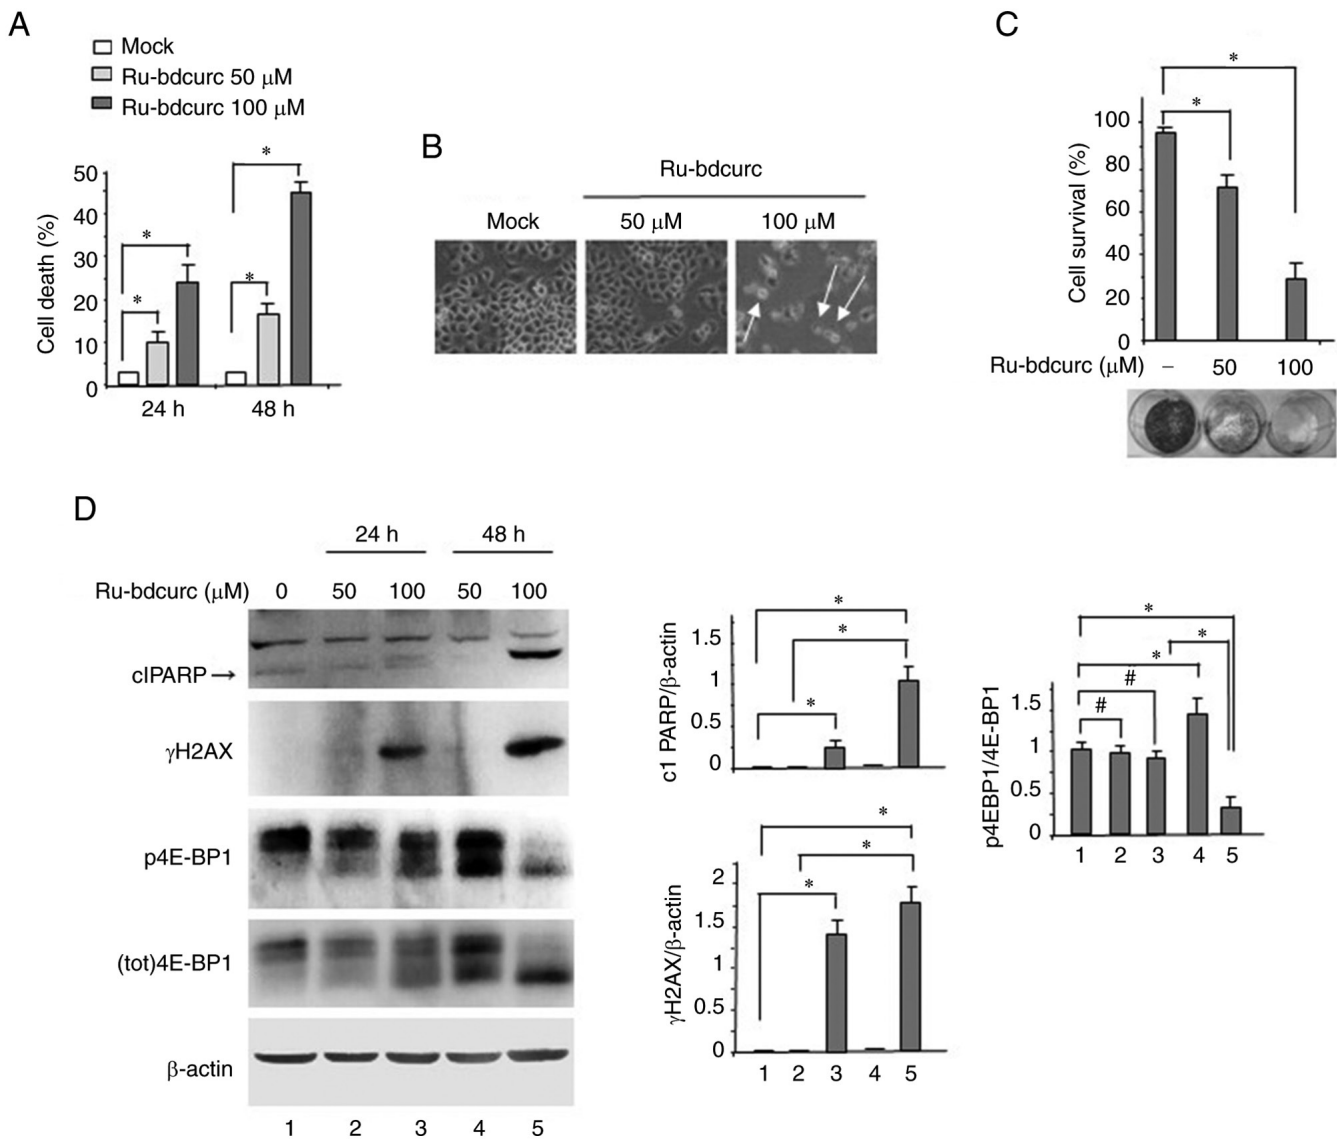 A
Mock
Ru-bdcurc 50 μM
Ru-bdcurc 100 μM
Cell death (%)
50
40
30
20
10
0
* * * *
24 h 48 h
B
Ru-bdcurc
Mock 50 μM 100 μM
C
* *
Cell survival (%)
100
80
60
40
20
0
Ru-bdcurc (μM) – 50 100
D
24 h 48 h
Ru-bdcurc (μM) 0 50 100 50 100
clPARP→
γH2AX
p4E-BP1
(tot)4E-BP1
β-actin
1 2 3 4 5
c1 PARP/β-actin
1.5
1
0.5
0
* * *
γH2AX/β-actin
2
1.5
1
0.5
0
* * *
1 2 3 4 5
p4EBP1/4E-BP1
1.5
1
0.5
0
* * * # #
1 2 3 4 5